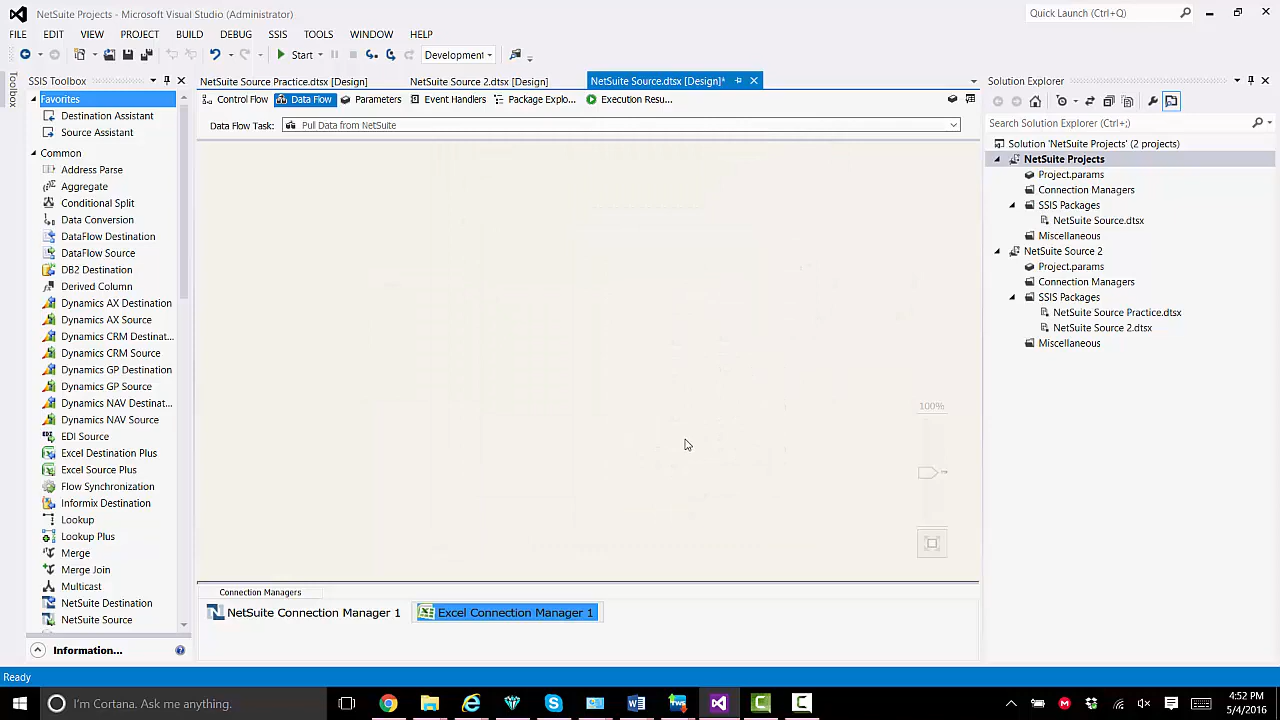 NetSuite Projects - Microsoft Visual Studio (Administrator)
Quick Launch (Ctrl+Q)
FILE EDIT VIEW PROJECT BUILD DEBUG SSIS TOOLS WINDOW HELP
Start Development
Toolbox
SSIS Toolbox
Favorites
Destination Assistant
Source Assistant
Common
Address Parse
Aggregate
Conditional Split
Data Conversion
DataFlow Destination
DataFlow Source
DB2 Destination
Derived Column
Dynamics AX Destination
Dynamics AX Source
Dynamics CRM Destinat...
Dynamics CRM Source
Dynamics GP Destination
Dynamics GP Source
Dynamics NAV Destinat...
Dynamics NAV Source
EDI Source
Excel Destination Plus
Excel Source Plus
Flow Synchronization
Informix Destination
Lookup
Lookup Plus
Merge
Merge Join
Multicast
NetSuite Destination
NetSuite Source
Information...
NetSuite Source Practice.dtsx [Design] NetSuite Source 2.dtsx [Design] NetSuite Source.dtsx [Design]*
Control Flow Data Flow Parameters Event Handlers Package Explo... Execution Resu...
Data Flow Task: Pull Data from NetSuite
100%
Connection Managers
NetSuite Connection Manager 1 Excel Connection Manager 1
Solution Explorer
Search Solution Explorer (Ctrl+;)
Solution 'NetSuite Projects' (2 projects)
NetSuite Projects
Project.params
Connection Managers
SSIS Packages
NetSuite Source.dtsx
Miscellaneous
NetSuite Source 2
Project.params
Connection Managers
SSIS Packages
NetSuite Source Practice.dtsx
NetSuite Source 2.dtsx
Miscellaneous
Ready
I'm Cortana. Ask me anything.
4:52 PM
5/4/2016